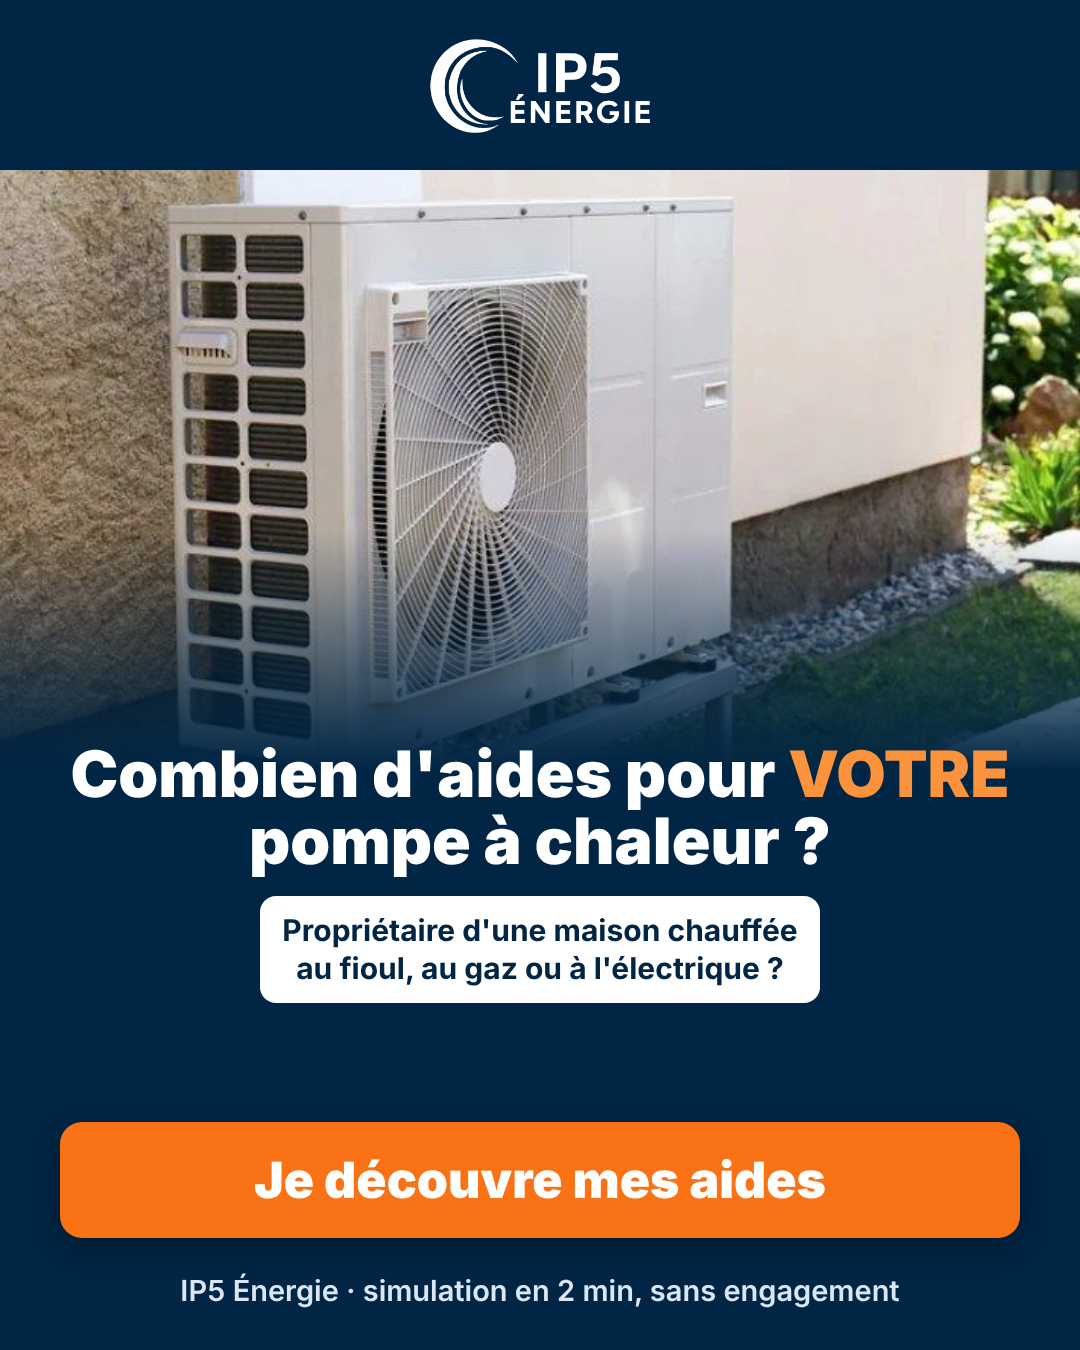 IP5
ÉNERGIE
Combien d'aides pour VOTRE
pompe à chaleur ?
Propriétaire d'une maison chauffée
au fioul, au gaz ou à l'électrique ?
Je découvre mes aides
IP5 Énergie · simulation en 2 min, sans engagement